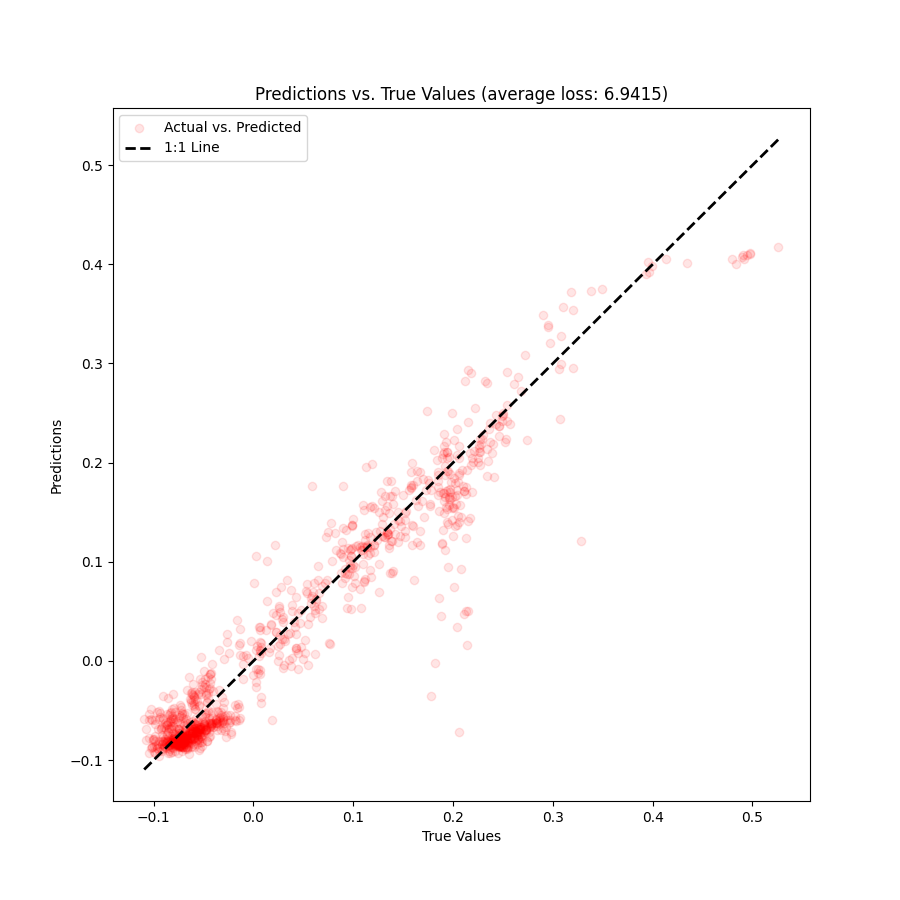 Predictions vs. True Values (average loss: 6.9415)
Actual vs. Predicted
1:1 Line
Predictions
0.5
0.4
0.3
0.2
0.1
0.0
−0.1
−0.1 0.0 0.1 0.2 0.3 0.4 0.5
True Values